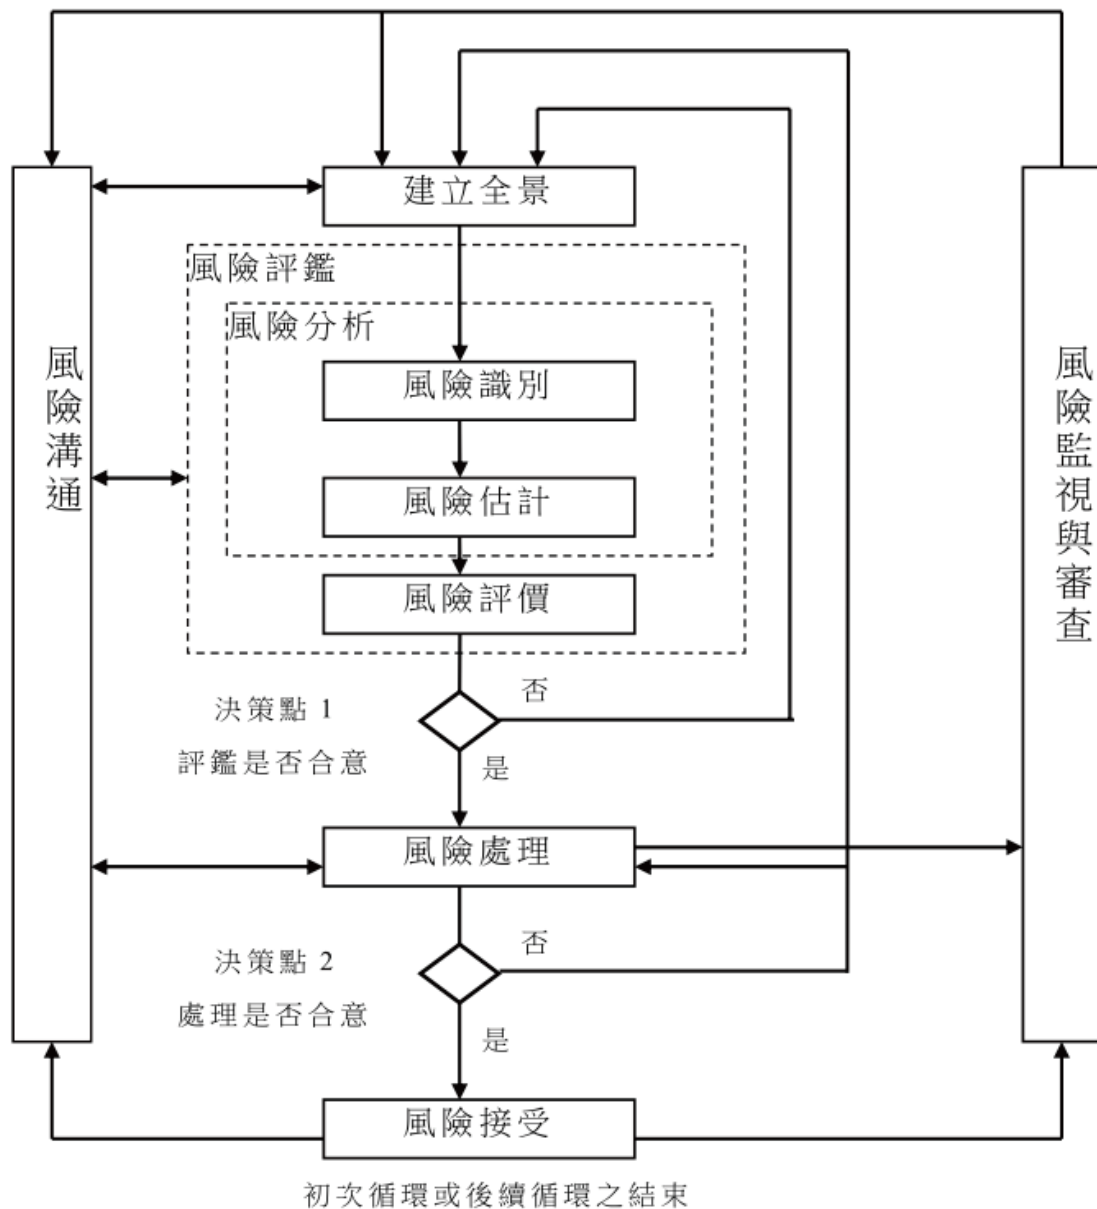 建立全景
風險評鑑
風險分析
風險識別
風險估計
風險評價
風險溝通
風險監視與審查
否
決策點 1
評鑑是否合意
是
風險處理
否
決策點 2
處理是否合意
是
風險接受
初次循環或後續循環之結束